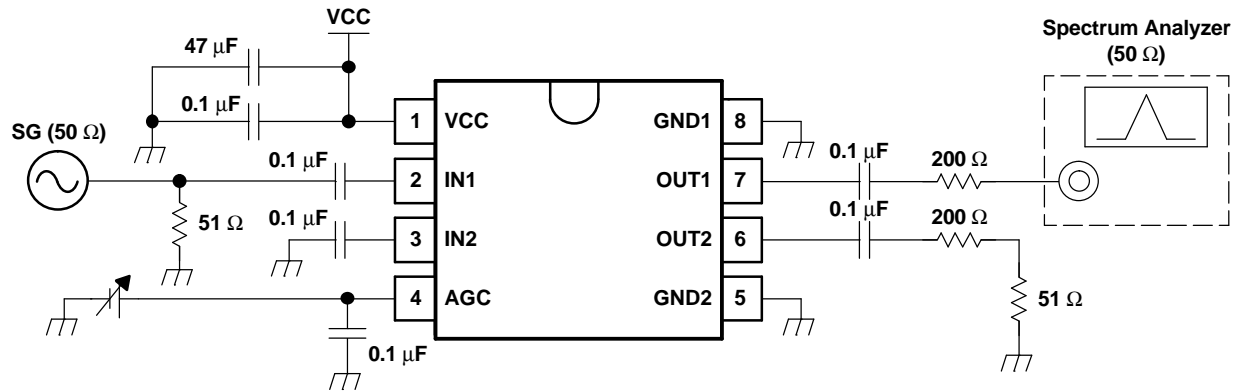 VCC
47 μF
0.1 μF
SG (50 Ω)
Spectrum Analyzer
(50 Ω)
1 VCC GND1 8
0.1 μF
2 IN1 OUT1 7
0.1 μF
200 Ω
51 Ω
0.1 μF
3 IN2 OUT2 6
0.1 μF
200 Ω
4 AGC GND2 5
51 Ω
0.1 μF